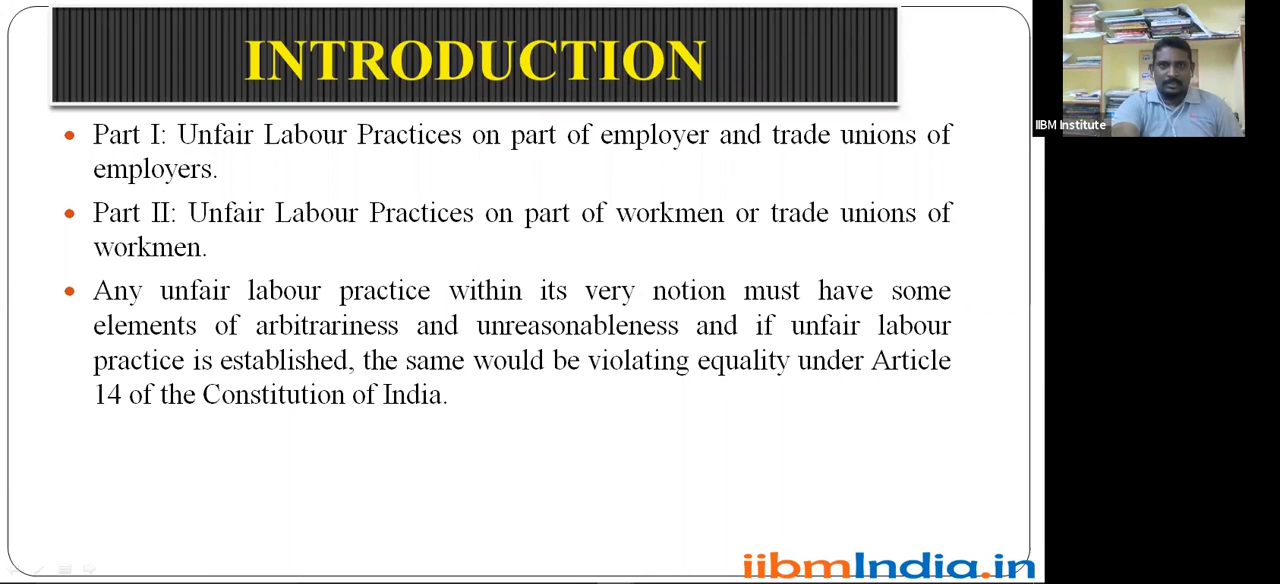 INTRODUCTION
• Part I: Unfair Labour Practices on part of employer and trade unions of
employers.
• Part II: Unfair Labour Practices on part of workmen or trade unions of
workmen.
• Any unfair labour practice within its very notion must have some
elements of arbitrariness and unreasonableness and if unfair labour
practice is established, the same would be violating equality under Article
14 of the Constitution of India.
IIBM Institute
iibmIndia.in